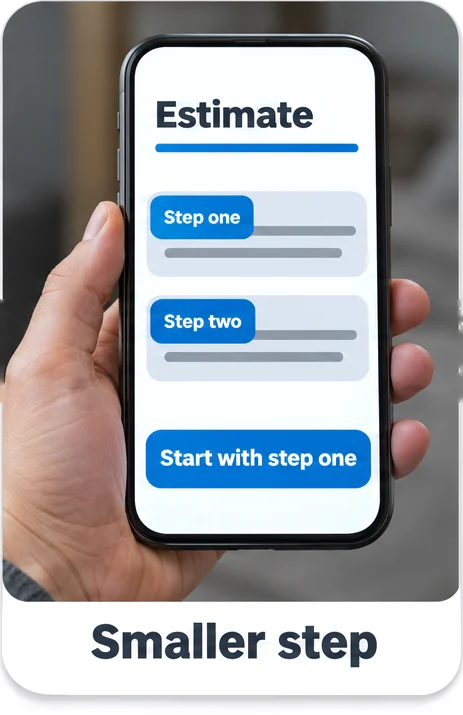 Estimate
Step one
Step two
Start with step one
Smaller step